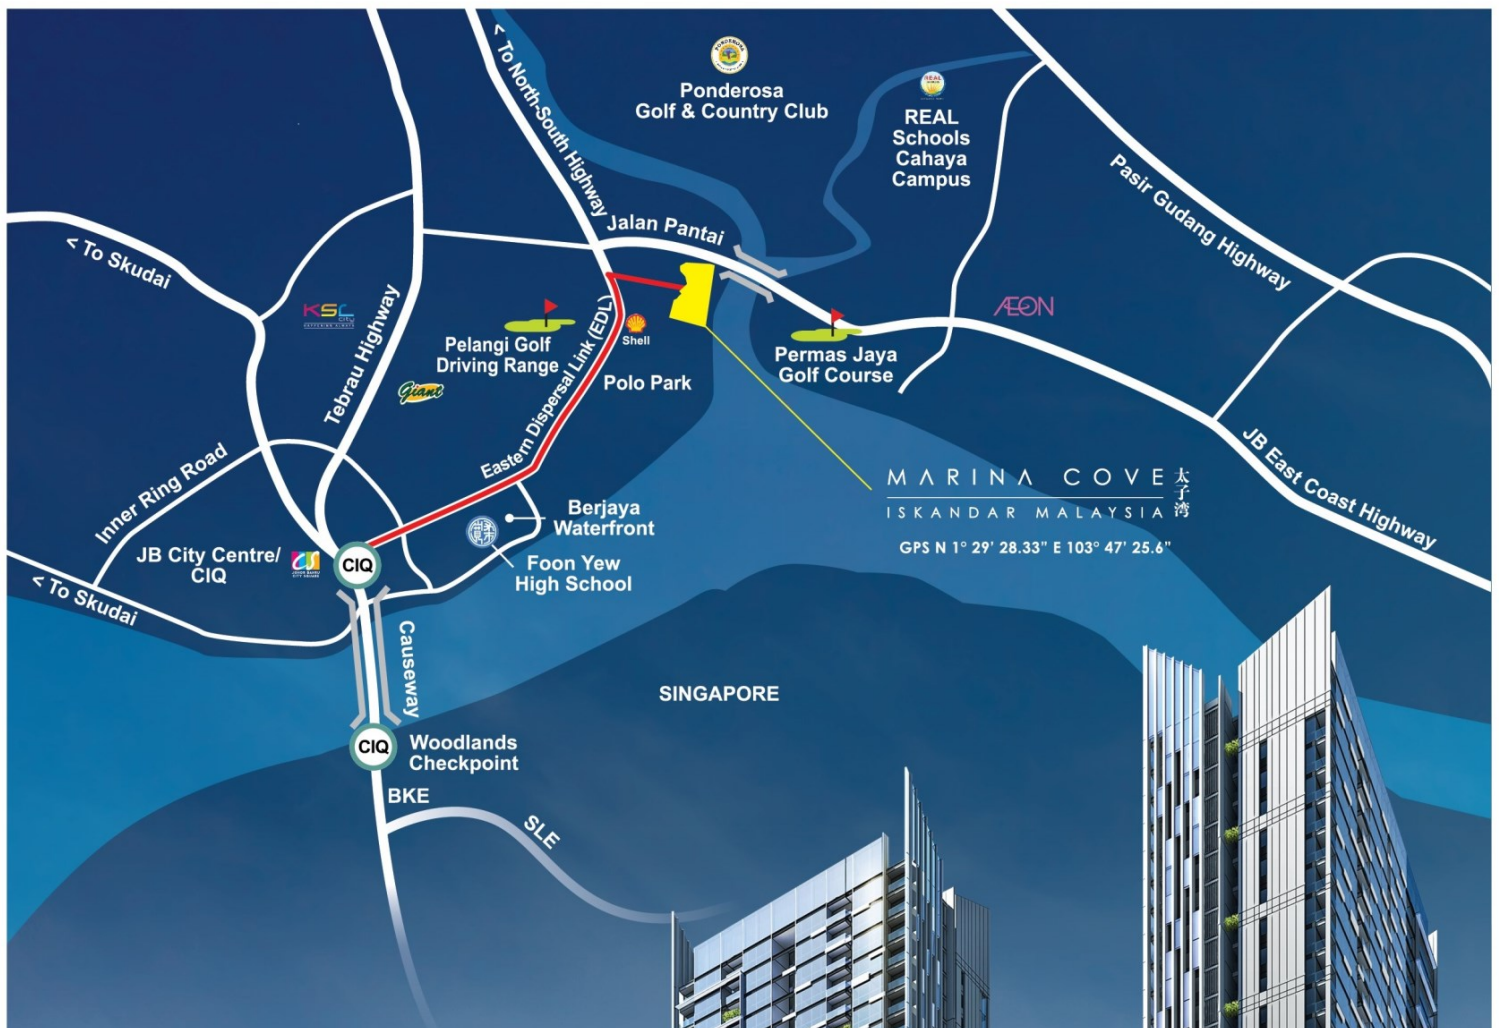 PONDEROSA
Ponderosa
Golf & Country Club
REAL
REAL
Schools
Cahaya
Campus
< To North-South Highway
Pasir Gudang Highway
Jalan Pantai
< To Skudai
KSL
city
Tebrau Highway
Pelangi Golf
Driving Range
Eastern Dispersal Link (EDL)
Shell
Polo Park
Giant
Permas Jaya
Golf Course
ÆON
JB East Coast Highway
MARINA COVE
ISKANDAR MALAYSIA
太子湾
GPS N 1° 29’ 28.33” E 103° 47’ 25.6”
Inner Ring Road
JB City Centre/
CIQ
CIQ
Berjaya
Waterfront
Foon Yew
High School
< To Skudai
Causeway
SINGAPORE
CIQ
Woodlands
Checkpoint
BKE
SLE